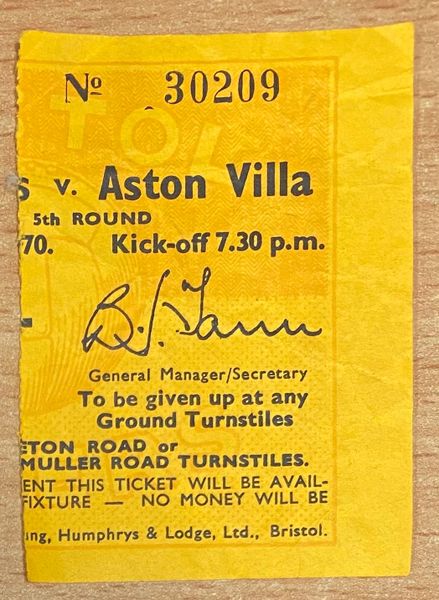 No 30209
TOL
S v. Aston Villa
5th ROUND
70. Kick-off 7.30 p.m.
General Manager/Secretary
To be given up at any
Ground Turnstiles
ETON ROAD or
MULLER ROAD TURNSTILES.
ENT THIS TICKET WILL BE AVAIL-
FIXTURE — NO MONEY WILL BE
ng, Humphrys & Lodge, Ltd., Bristol.